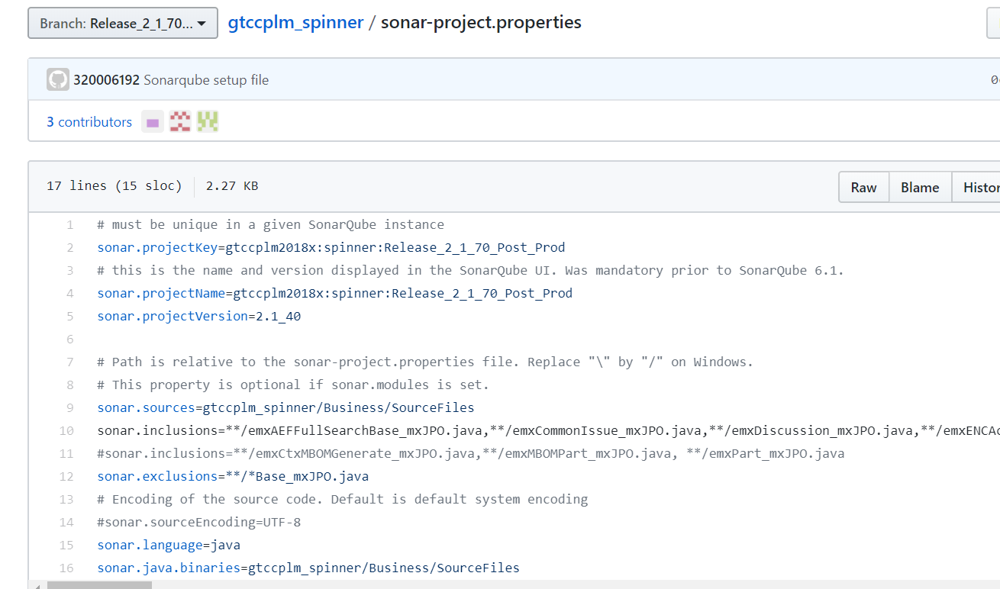 Branch: Release_2_1_70... gtccplm_spinner / sonar-project.properties
320006192 Sonarqube setup file
3 contributors
17 lines (15 sloc) 2.27 KB Raw Blame
1 # must be unique in a given SonarQube instance
2 sonar.projectKey=gtccplm2018x:spinner:Release_2_1_70_Post_Prod
3 # this is the name and version displayed in the SonarQube UI. Was mandatory prior to SonarQube 6.1.
4 sonar.projectName=gtccplm2018x:spinner:Release_2_1_70_Post_Prod
5 sonar.projectVersion=2.1_40
6
7 # Path is relative to the sonar-project.properties file. Replace "\" by "/" on Windows.
8 # This property is optional if sonar.modules is set.
9 sonar.sources=gtccplm_spinner/Business/SourceFiles
10 sonar.inclusions=**/emxAEFFullSearchBase_mxJPO.java,**/emxCommonIssue_mxJPO.java,**/emxDiscussion_mxJPO.java,**/emxENCA
11 #sonar.inclusions=**/emxCtxMBOMGenerate_mxJPO.java,**/emxMBOMPart_mxJPO.java, **/emxPart_mxJPO.java
12 sonar.exclusions=**/*Base_mxJPO.java
13 # Encoding of the source code. Default is default system encoding
14 #sonar.sourceEncoding=UTF-8
15 sonar.language=java
16 sonar.java.binaries=gtccplm_spinner/Business/SourceFiles